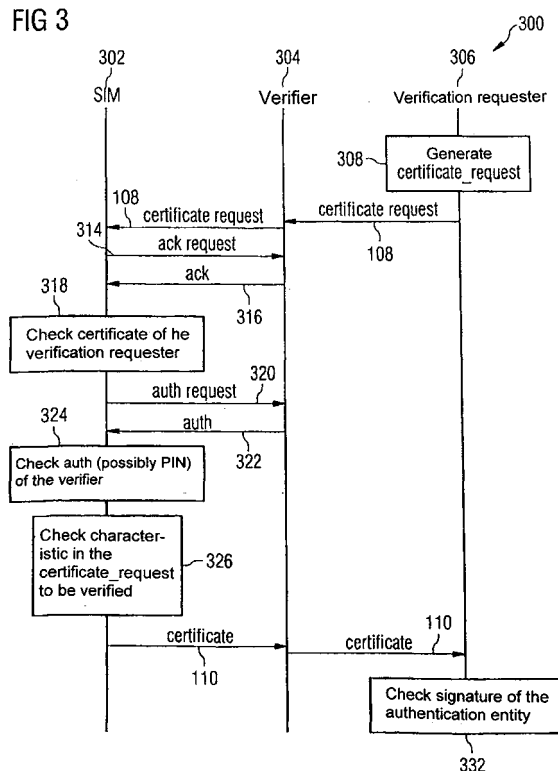 FIG 3
300
302
304
306
SIM
Verifier
Verification requester
308
Generate
certificate_request
108
certificate request
certificate request
314
ack request
108
318
ack
316
Check certificate of he
verification requester
auth request
320
324
auth
322
Check auth (possibly PIN)
of the verifier
Check character-
istic in the
certificate_request
to be verified
326
certificate
110
certificate
110
Check signature of the
authentication entity
332